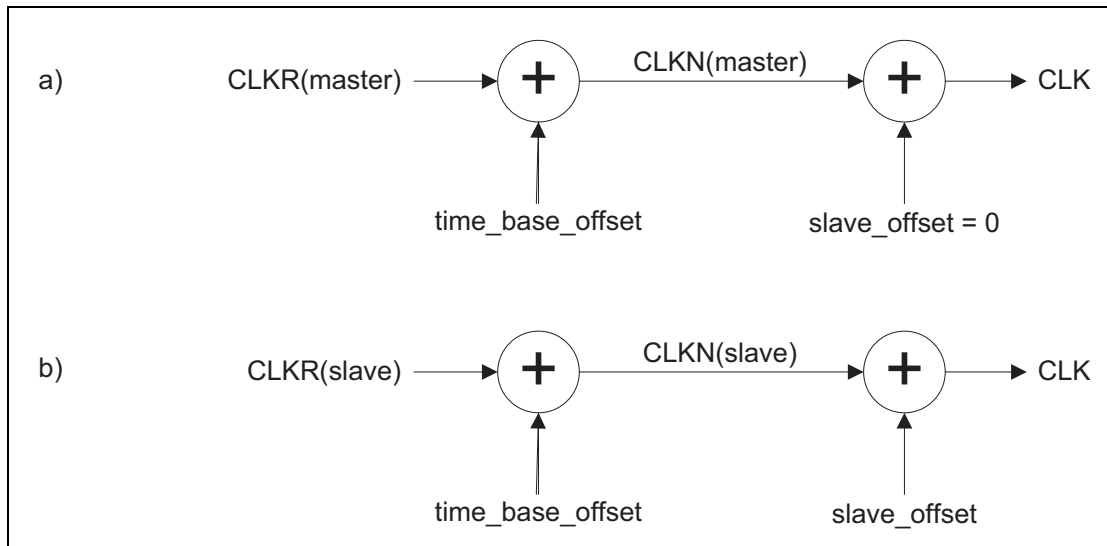 a)
CLKR(master)
+
CLKN(master)
+
CLK
time_base_offset
slave_offset = 0
b)
CLKR(slave)
+
CLKN(slave)
+
CLK
time_base_offset
slave_offset